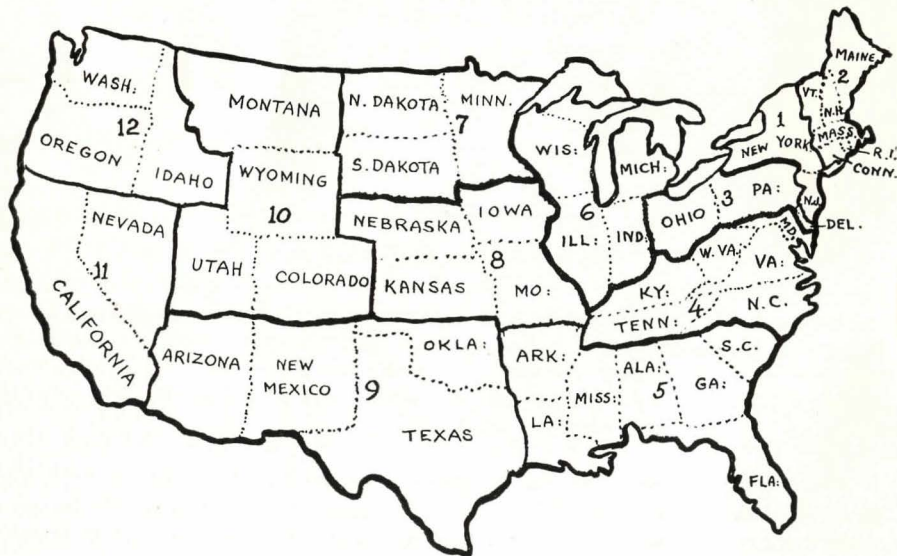 WASH:
OREGON
12
IDAHO
MONTANA
WYOMING
10
N. DAKOTA
S. DAKOTA
7
MINN.
WIS:
MICH:
6
ILL:
IND:
OHIO
3
PA:
1
NEW YORK
VT.
2
MAINE
N.H.
MASS
R.I.
CONN.
N.J.
DEL.
MD.
W. VA:
VA:
KY:
4
N.C.
TENN:
NEVADA
11
CALIFORNIA
UTAH
COLORADO
NEBRASKA
IOWA
8
KANSAS
MO:
ARIZONA
NEW
MEXICO
9
OKLA:
TEXAS
ARK:
LA:
MISS:
ALA:
5
GA:
S.C.
FLA: